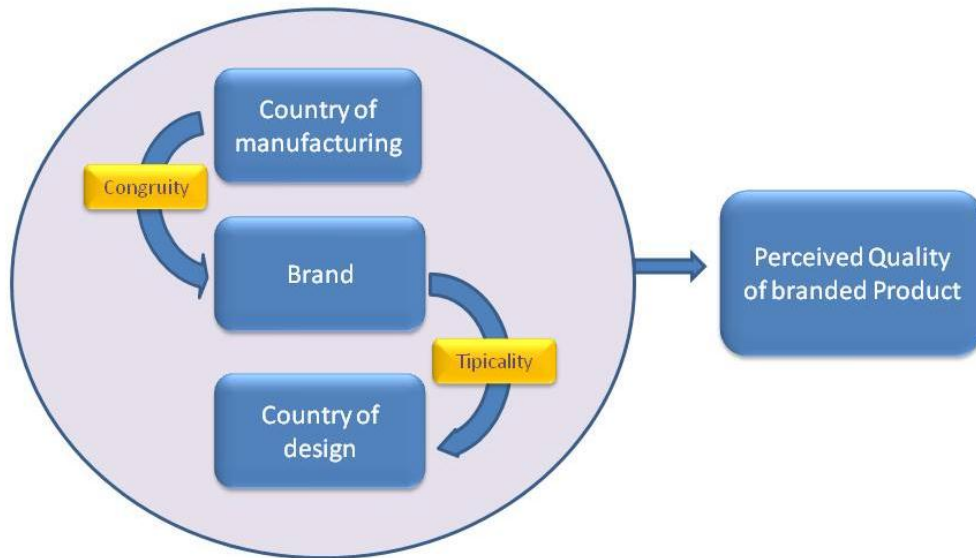 Country of
manufacturing
Congruity
Brand
Perceived Quality
of branded Product
Tipicality
Country of
design